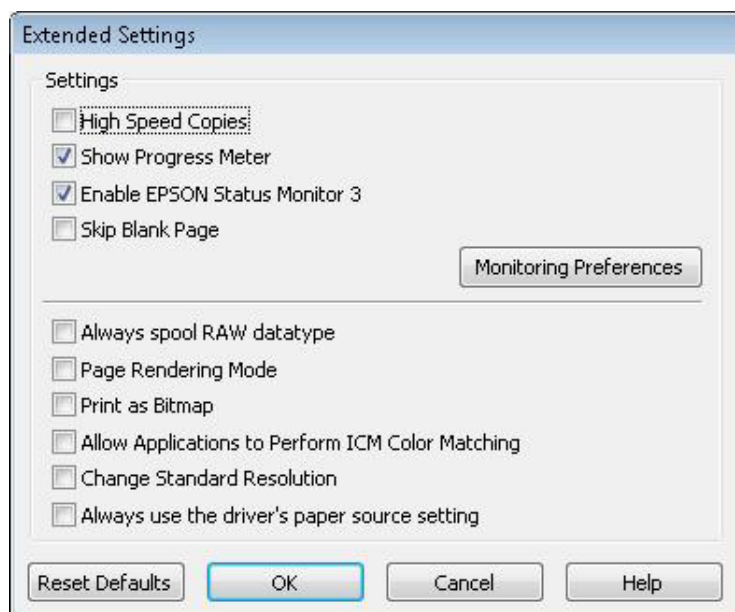 Extended Settings
Settings
High Speed Copies
Show Progress Meter
Enable EPSON Status Monitor 3
Skip Blank Page
Monitoring Preferences
Always spool RAW datatype
Page Rendering Mode
Print as Bitmap
Allow Applications to Perform ICM Color Matching
Change Standard Resolution
Always use the driver's paper source setting
Reset Defaults OK Cancel Help